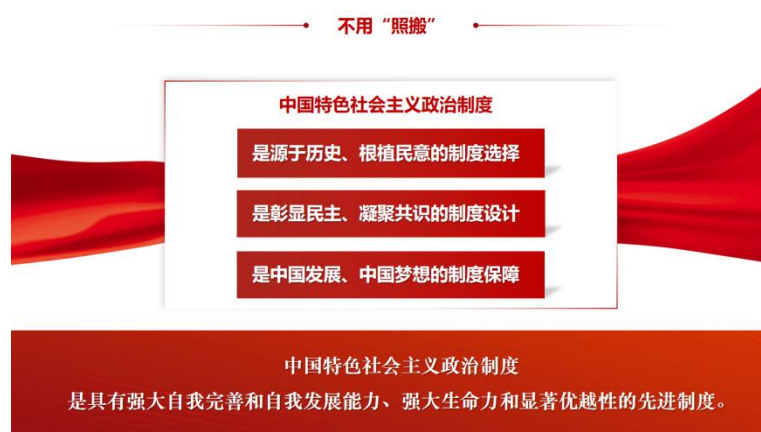 不用“照搬”
中国特色社会主义政治制度
是源于历史、根植民意的制度选择
是彰显民主、凝聚共识的制度设计
是中国发展、中国梦想的制度保障
中国特色社会主义政治制度
是具有强大自我完善和自我发展能力、强大生命力和显著优越性的先进制度。